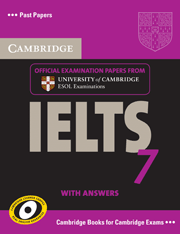 ••• Past Papers
CAMBRIDGE
OFFICIAL EXAMINATION PAPERS FROM
UNIVERSITY OF CAMBRIDGE
ESOL Examinations
IELTS
7
WITH ANSWERS
Cambridge Books for Cambridge Exams •••